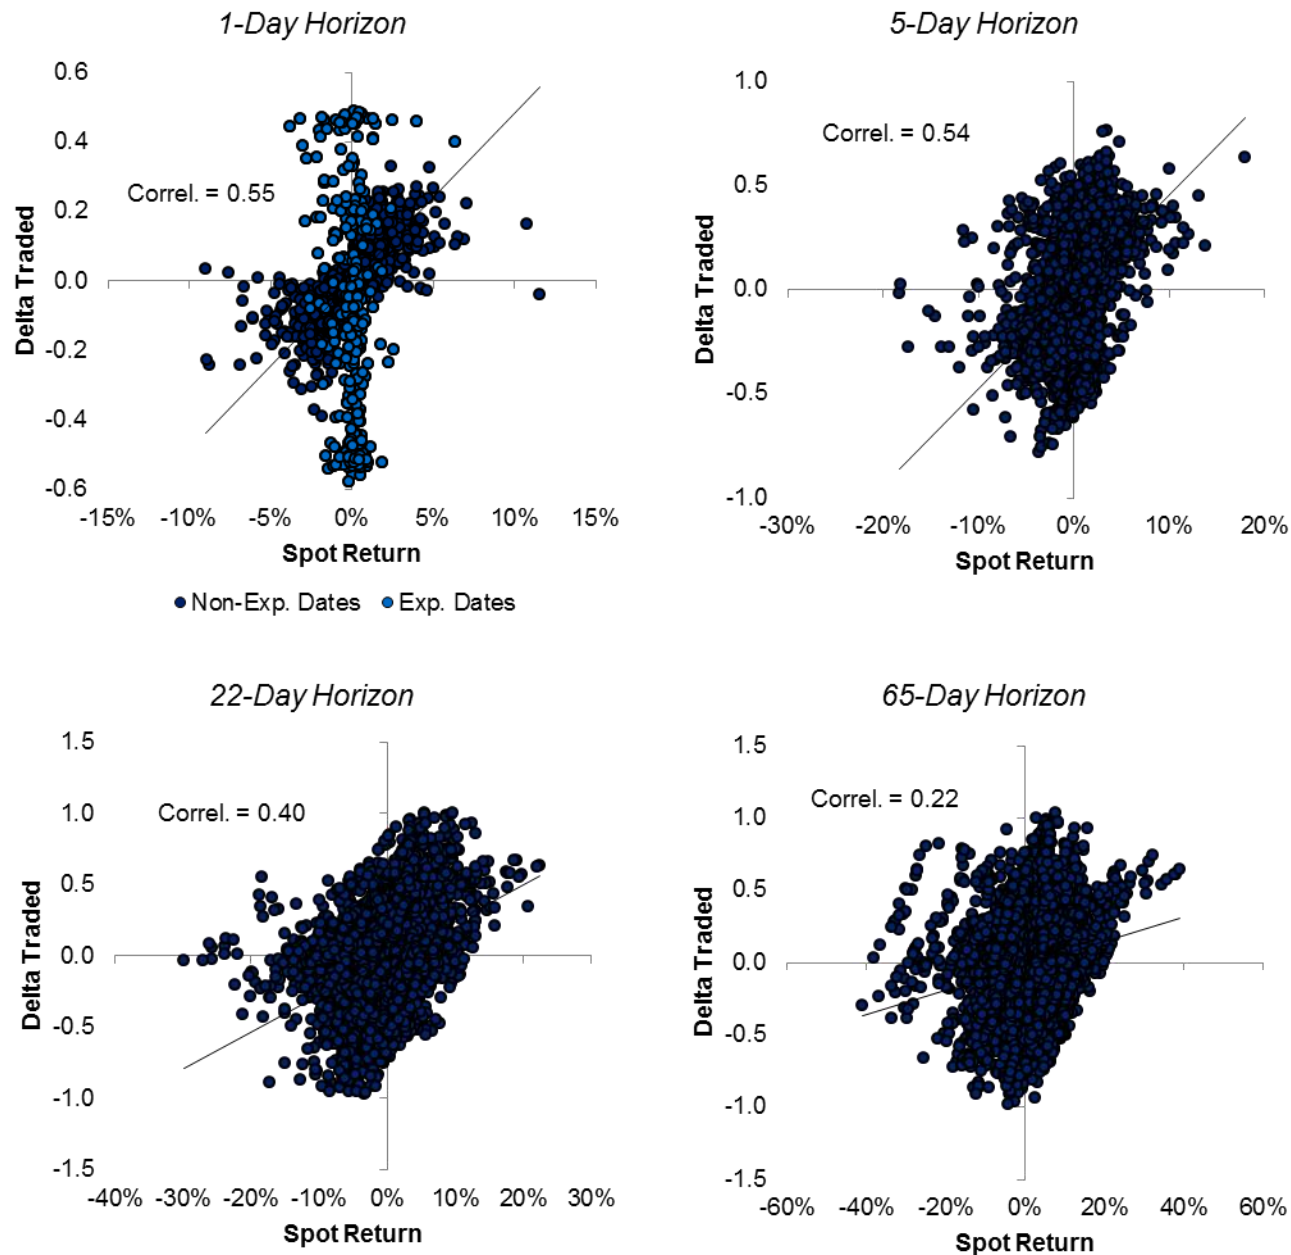 1-Day Horizon
0.6
0.4
0.2
0.0
-0.2
-0.4
-0.6
Delta Traded
Correl. = 0.55
-15% -10% -5% 0% 5% 10% 15%
Spot Return
Non-Exp. Dates Exp. Dates
5-Day Horizon
1.0
0.5
0.0
-0.5
-1.0
Delta Traded
Correl. = 0.54
-30% -20% -10% 0% 10% 20%
Spot Return
22-Day Horizon
1.5
1.0
0.5
0.0
-0.5
-1.0
-1.5
Delta Traded
Correl. = 0.40
-40% -30% -20% -10% 0% 10% 20% 30%
Spot Return
65-Day Horizon
1.5
1.0
0.5
0.0
-0.5
-1.0
-1.5
Delta Traded
Correl. = 0.22
-60% -40% -20% 0% 20% 40% 60%
Spot Return